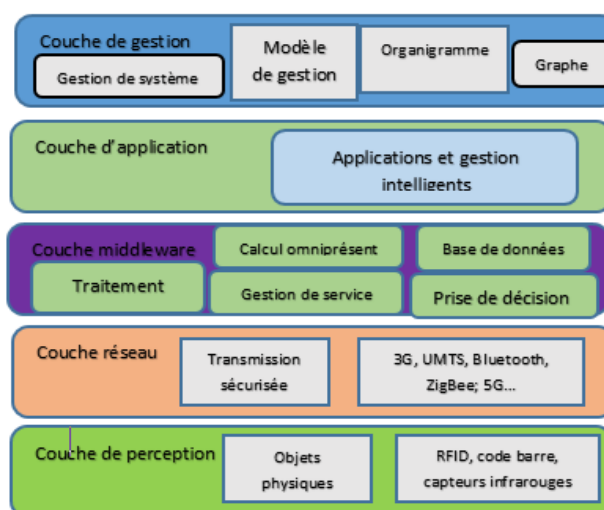 Couche de gestion
Gestion de système
Modèle
de gestion
Organigramme
Graphe
Couche d'application
Applications et gestion
intelligents
Couche middleware
Calcul omniprésent
Base de données
Traitement
Gestion de service
Prise de décision
Couche réseau
Transmission
sécurisée
3G, UMTS, Bluetooth,
ZigBee; 5G...
Couche de perception
Objets
physiques
RFID, code barre,
capteurs infrarouges